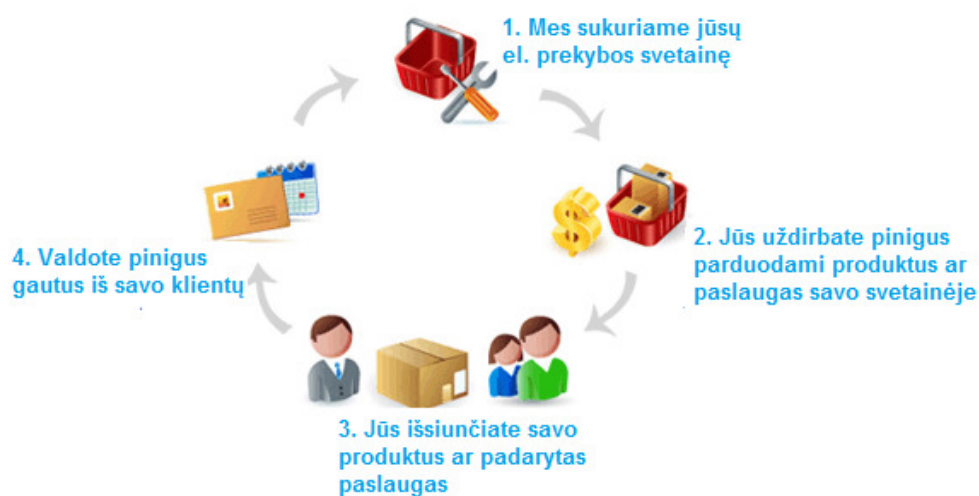 1. Mes sukuriame jūsų
el. prekybos svetainę
2. Jūs uždirbate pinigus
parduodami produktus ar
paslaugas savo svetainėje
3. Jūs išsiunčiate savo
produktus ar padarytas
paslaugas
4. Valdote pinigus
gautus iš savo klientų